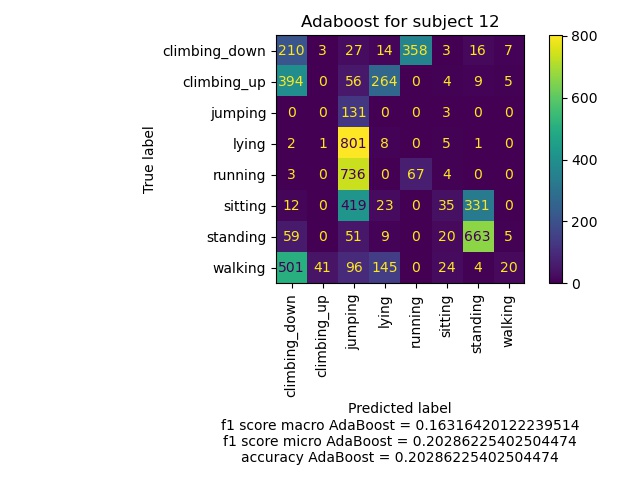 Adaboost for subject 12
climbing_down 210 3 27 14 358 3 16 7
climbing_up 394 0 56 264 0 4 9 5
jumping 0 0 131 0 0 3 0 0
lying 2 1 801 8 0 5 1 0
running 3 0 736 0 67 4 0 0
sitting 12 0 419 23 0 35 331 0
standing 59 0 51 9 0 20 663 5
walking 501 41 96 145 0 24 4 20
True label
climbing_down climbing_up jumping lying running sitting standing walking
Predicted label
800
600
400
200
0
f1 score macro AdaBoost = 0.16316420122239514
f1 score micro AdaBoost = 0.20286225402504474
accuracy AdaBoost = 0.20286225402504474